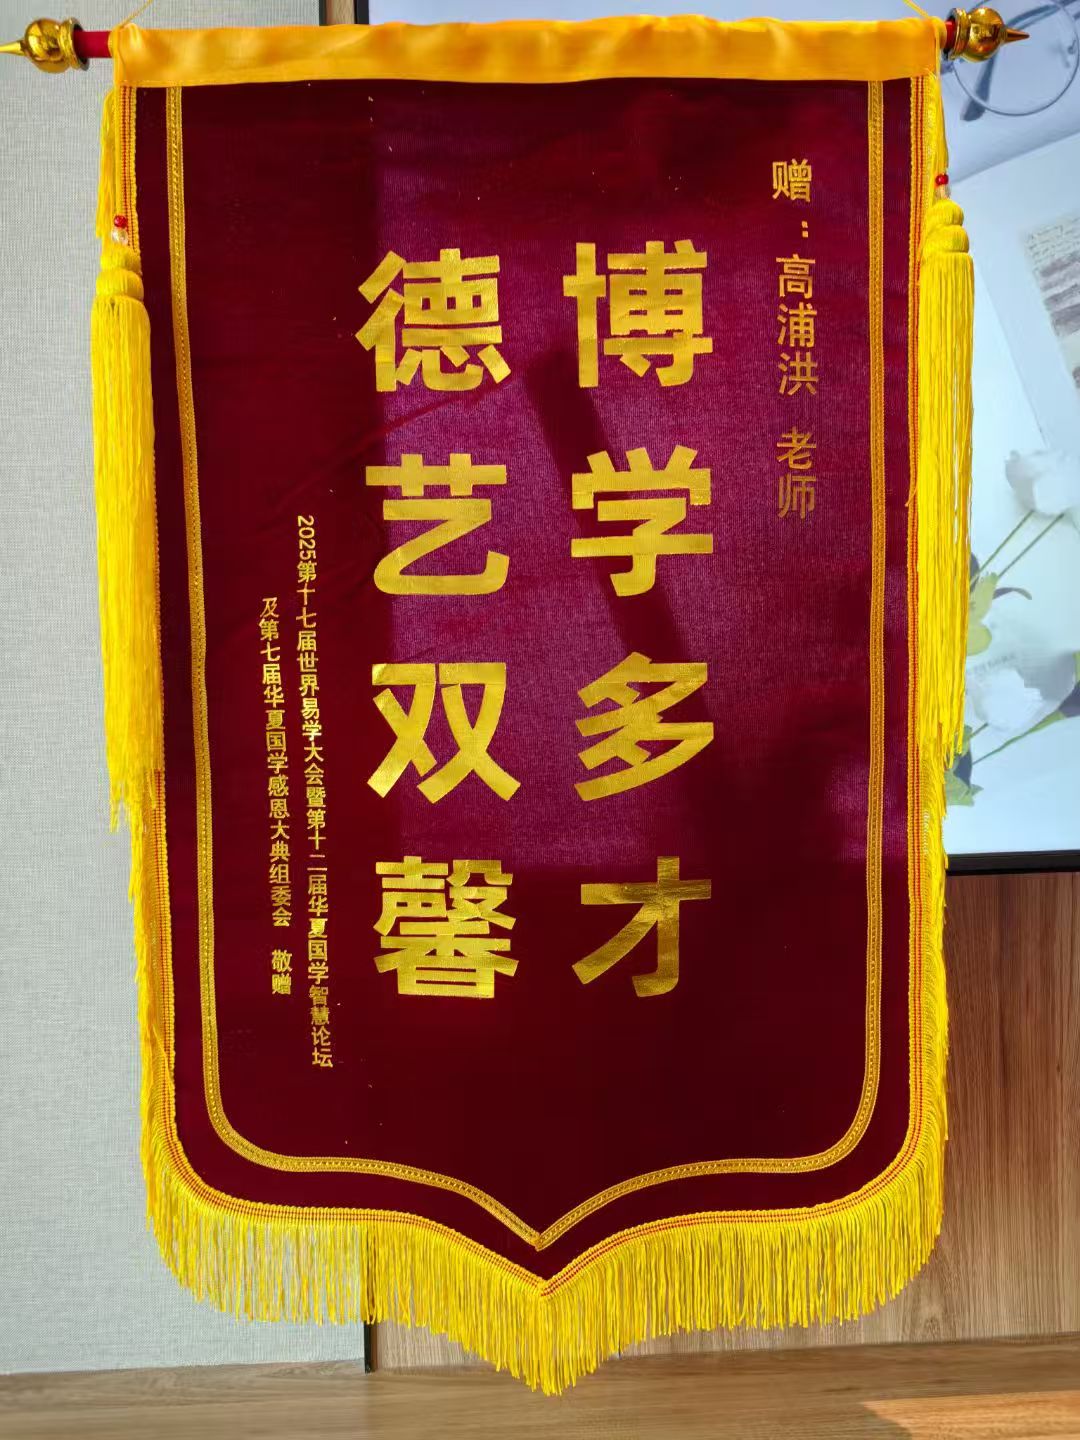 赠：高浦洪 老师
博学多才
德艺双馨
2025第十七届世界易学大会暨第十二届华夏国学智慧论坛
及第七届华夏国学感恩大典组委会 敬赠